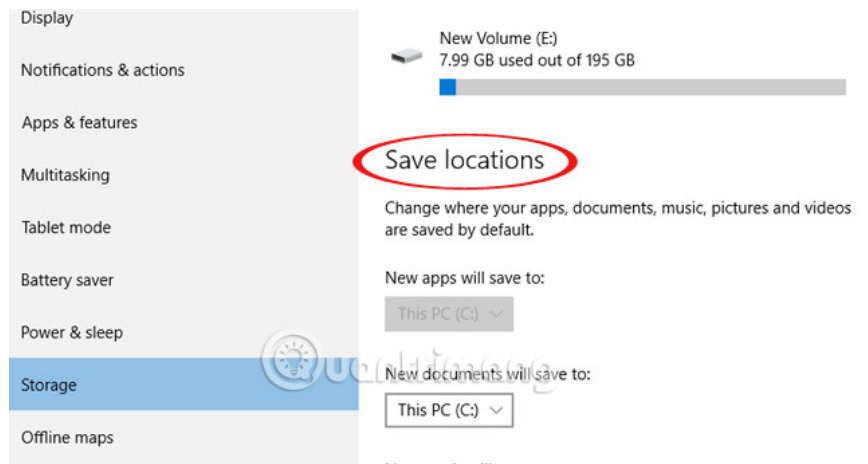 Display
Notifications & actions
Apps & features
Multitasking
Tablet mode
Battery saver
Power & sleep
Storage
Offline maps
New Volume (E:)
7.99 GB used out of 195 GB
Save locations
Change where your apps, documents, music, pictures and videos
are saved by default.
New apps will save to:
This PC (C:)
New documents will save to:
This PC (C:)
Quantrimang